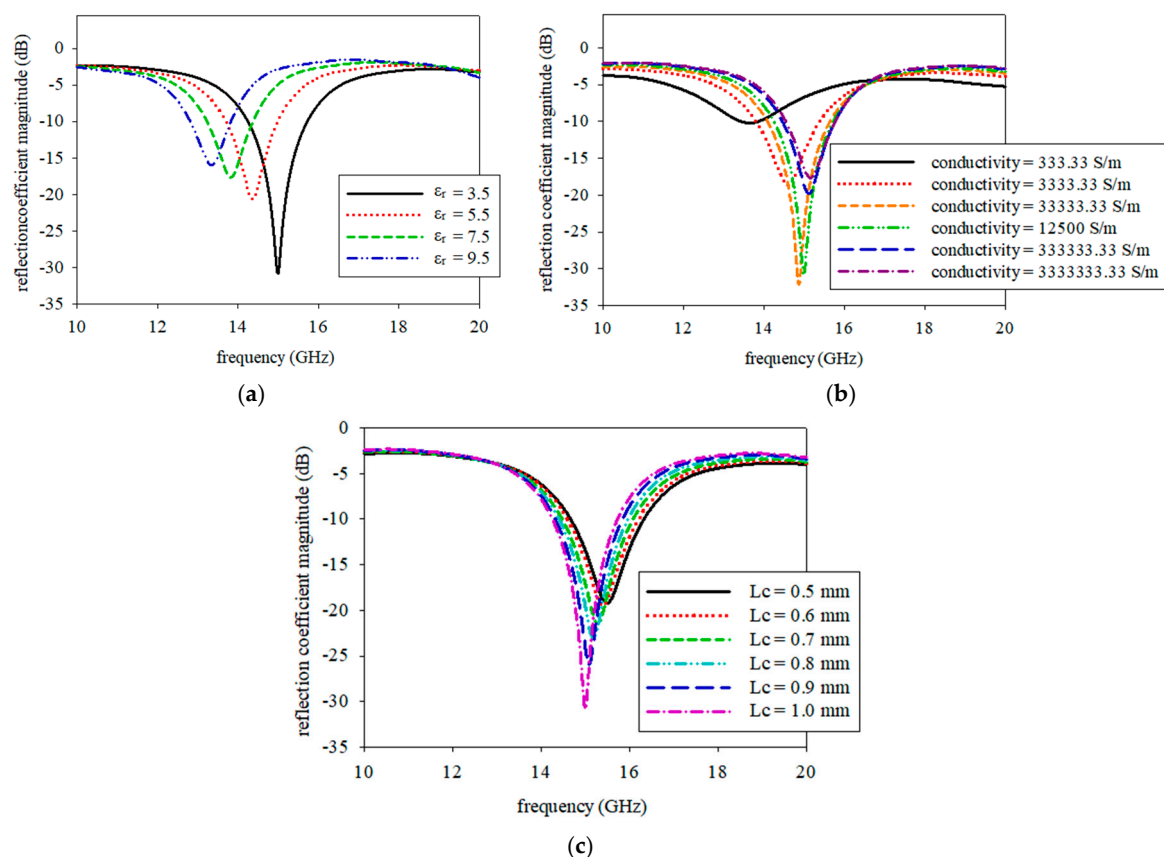 reflectioncoefficient magnitude (dB)
0
-5
-10
-15
-20
-25
-30
-35
10
12
14
16
18
20
frequency (GHz)
εr = 3.5
εr = 5.5
εr = 7.5
εr = 9.5
(a)
reflection coefficient magnitude (dB)
0
-5
-10
-15
-20
-25
-30
-35
10
12
14
16
18
20
frequency (GHz)
conductivity = 333.33 S/m
conductivity = 3333.33 S/m
conductivity = 33333.33 S/m
conductivity = 12500 S/m
conductivity = 333333.33 S/m
conductivity = 3333333.33 S/m
(b)
reflection coefficient magnitude (dB)
0
-5
-10
-15
-20
-25
-30
-35
10
12
14
16
18
20
frequency (GHz)
Lc = 0.5 mm
Lc = 0.6 mm
Lc = 0.7 mm
Lc = 0.8 mm
Lc = 0.9 mm
Lc = 1.0 mm
(c)